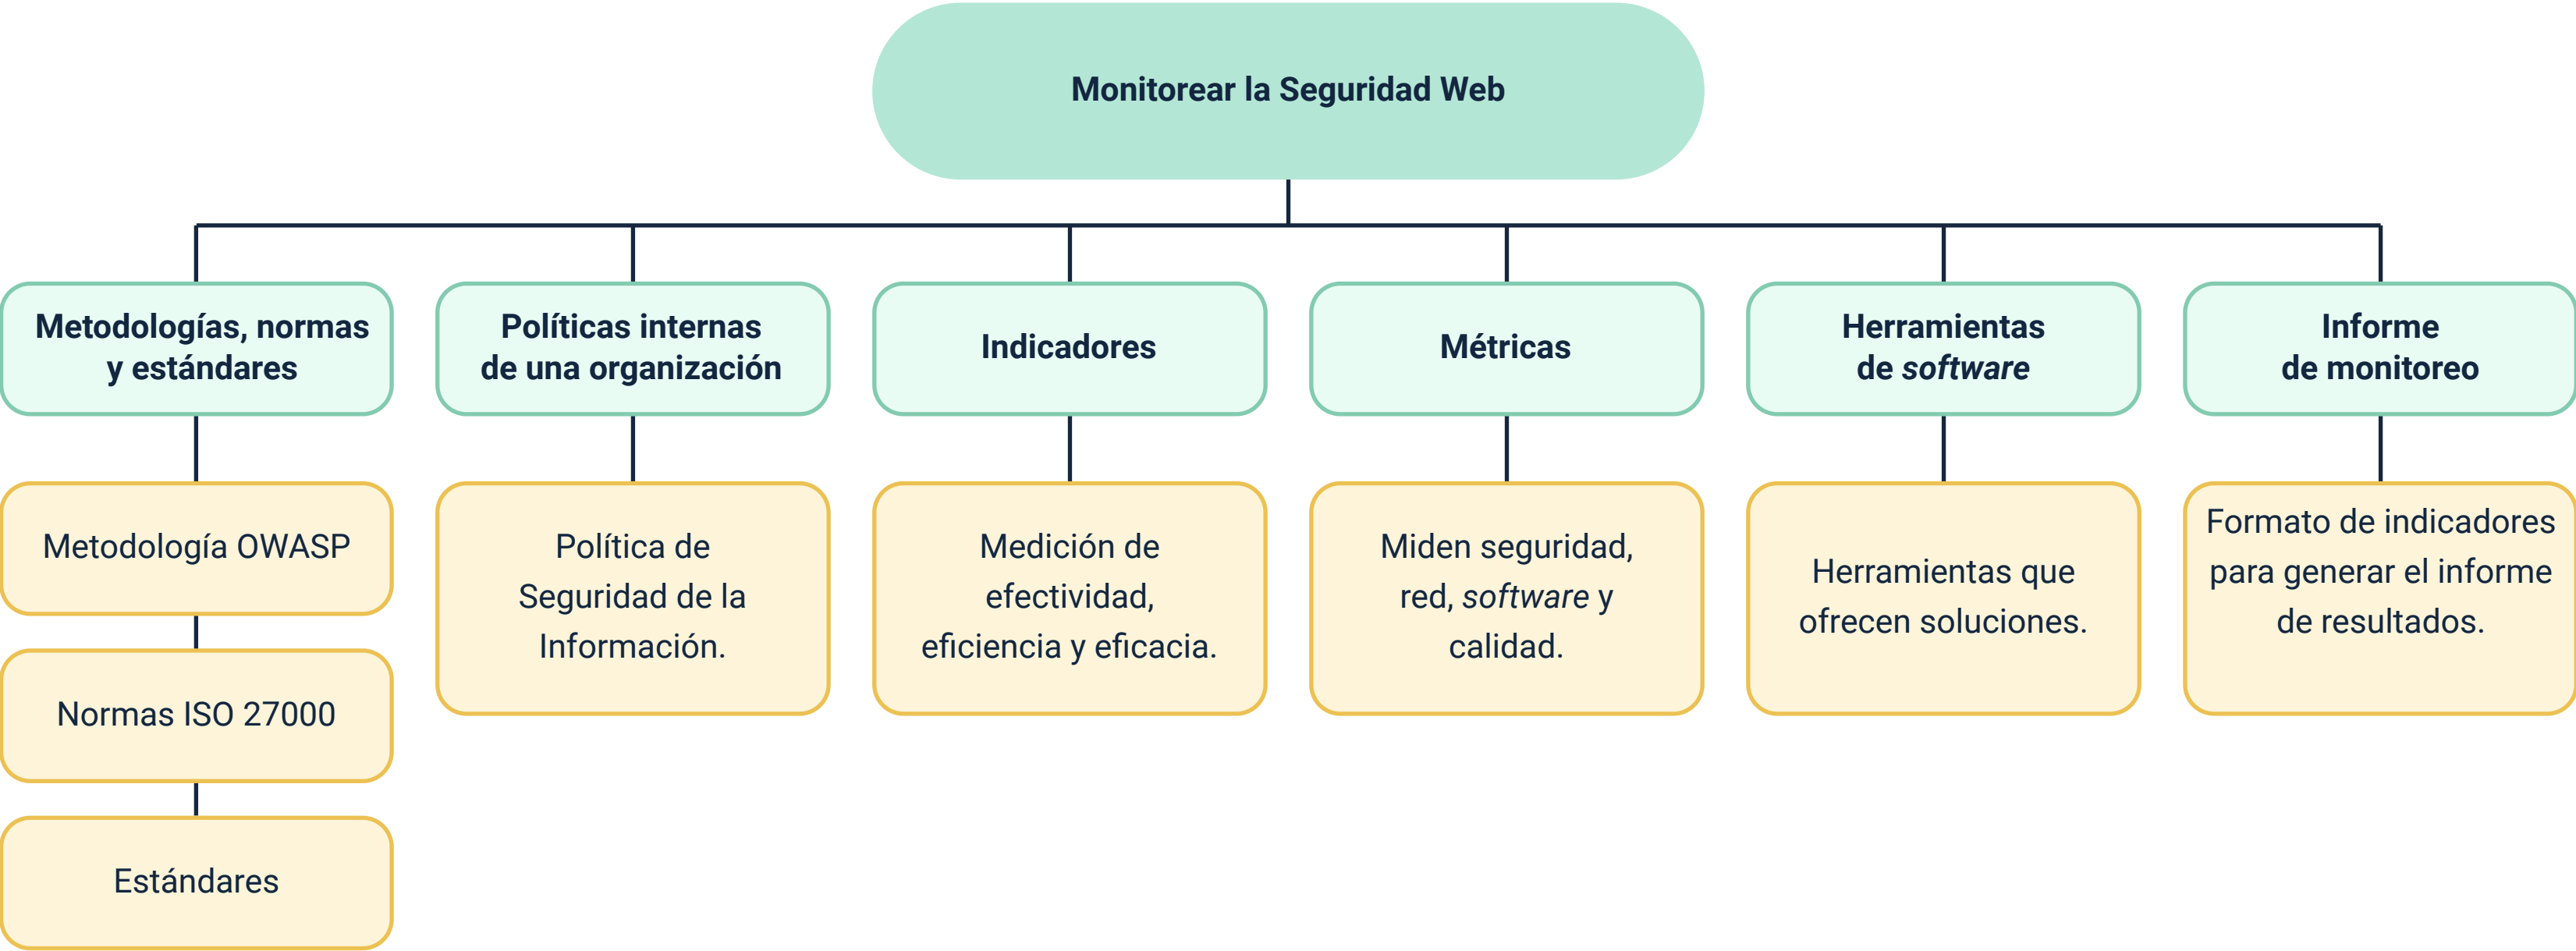 Monitorear la Seguridad Web
Metodologías, normas
y estándares
Políticas internas
de una organización
Indicadores
Métricas
Herramientas
de software
Informe
de monitoreo
Metodología OWASP
Normas ISO 27000
Estándares
Política de
Seguridad de la
Información.
Medición de
efectividad,
eficiencia y eficacia.
Miden seguridad,
red, software y
calidad.
Herramientas que
ofrecen soluciones.
Formato de indicadores
para generar el informe
de resultados.